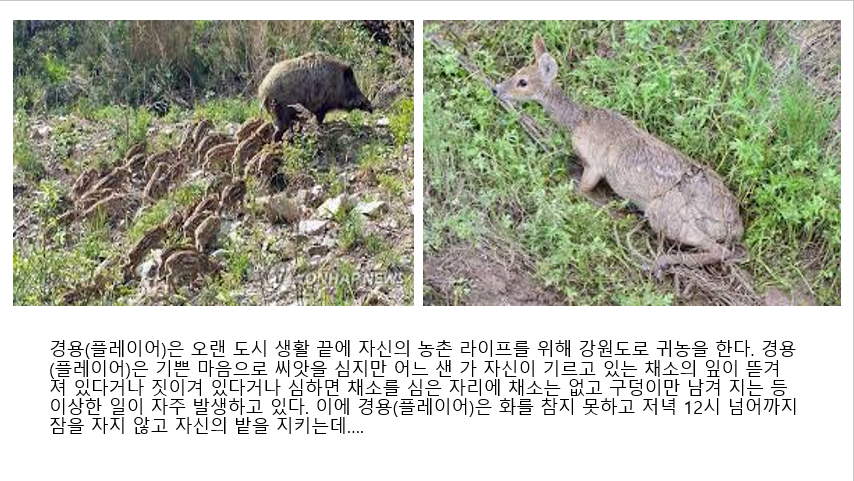 YONHAP NEWS
경용(플레이어)은 오랜 도시 생활 끝에 자신의 농촌 라이프를 위해 강원도로 귀농을 한다. 경용
(플레이어)은 기쁜 마음으로 씨앗을 심지만 어느 샌 가 자신이 기르고 있는 채소의 잎이 뜯겨
져 있다거나 짓이겨 있다거나 심하면 채소를 심은 자리에 채소는 없고 구덩이만 남겨 지는 등
이상한 일이 자주 발생하고 있다. 이에 경용(플레이어)은 화를 참지 못하고 저녁 12시 넘어까지
잠을 자지 않고 자신의 밭을 지키는데....